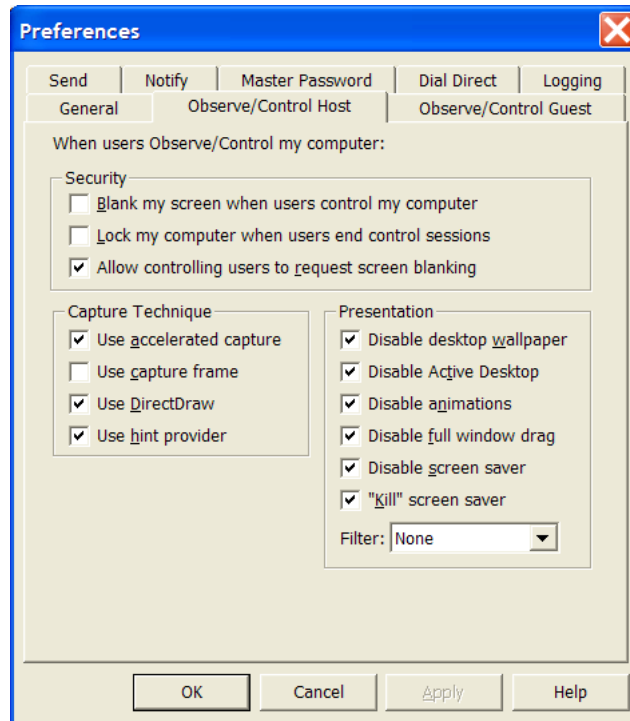 Preferences
Send Notify Master Password Dial Direct Logging
General Observe/Control Host Observe/Control Guest
When users Observe/Control my computer:
Security
Blank my screen when users control my computer
Lock my computer when users end control sessions
Allow controlling users to request screen blanking
Capture Technique
Use accelerated capture
Use capture frame
Use DirectDraw
Use hint provider
Presentation
Disable desktop wallpaper
Disable Active Desktop
Disable animations
Disable full window drag
Disable screen saver
"Kill" screen saver
Filter: None
OK Cancel Apply Help